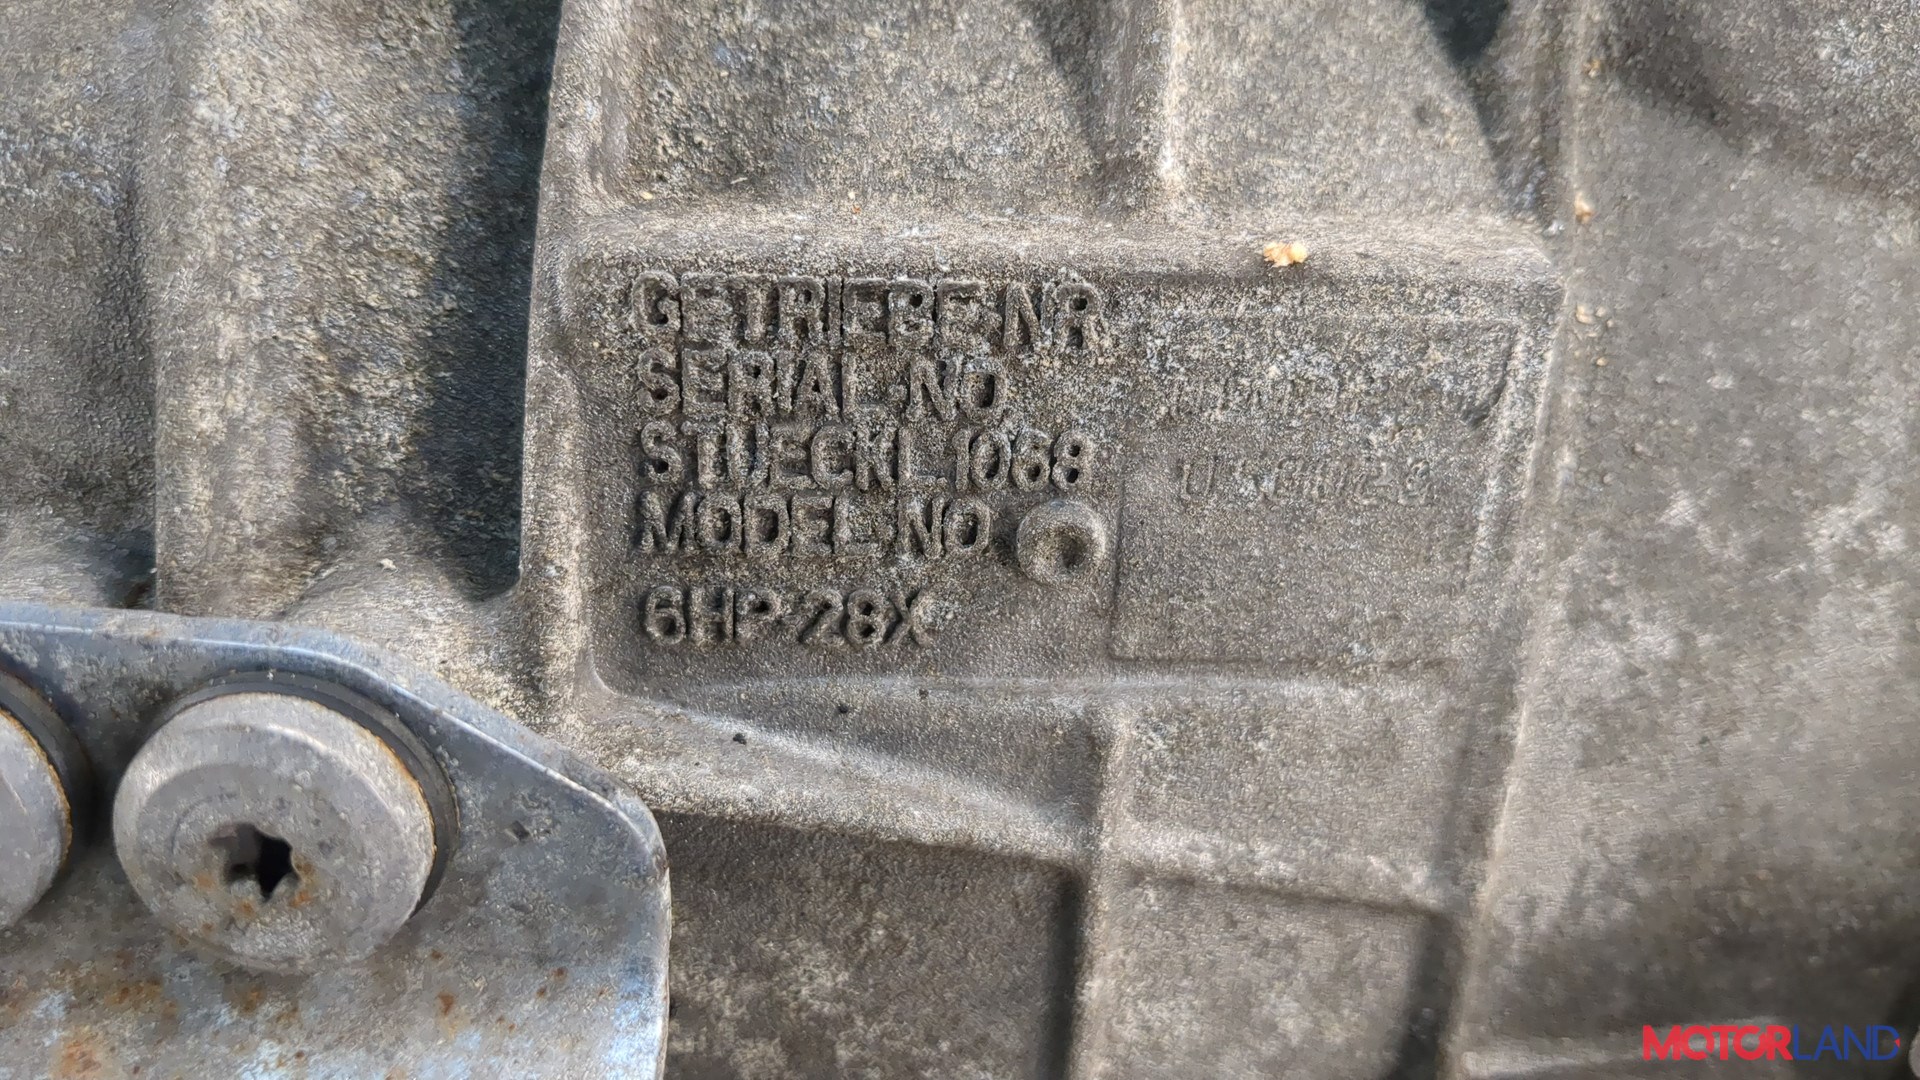 GETRIEBE-NR.
SERIAL-NO.
STUECKL.1068
MODEL-NO.
6HP-28X
MOTORLAND